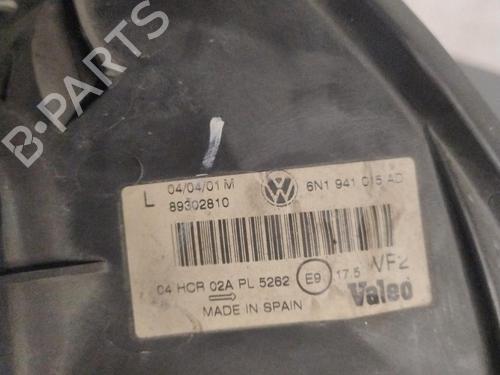 B-PARTS
L 04/04/01 M 6N1 941 015 AD
89302810
04 HCR 02A PL 5262 E9 17.5 VF2
MADE IN SPAIN Valeo